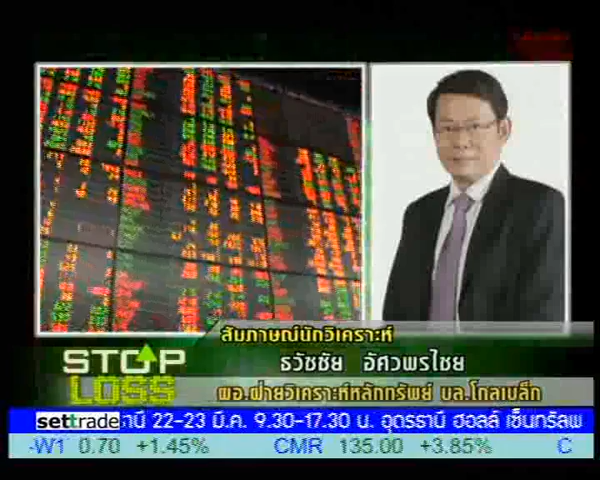 สัมภาษณ์นักวิเคราะห์
STOP LOSS
ธวัชชัย อัศวพรไชย
ผอ.ฝ่ายวิเคราะห์หลักทรัพย์ บล.โกลเบล็ก
settrade านี 22-23 มี.ค. 9.30-17.30 น. อุดรธานี ฮอลล์ เซ็นทรัลพ
-W1 0.70 +1.45% CMR 135.00 +3.85% C